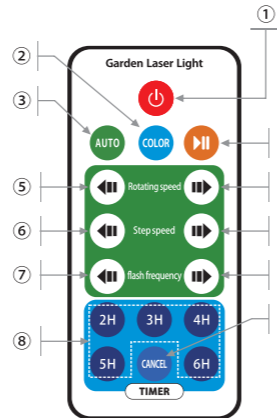 ①
②
Garden Laser Light
③
AUTO COLOR
⑤ Rotating speed
⑥ Step speed
⑦ flash frequency
2H 3H 4H
⑧
5H CANCEL 6H
TIMER